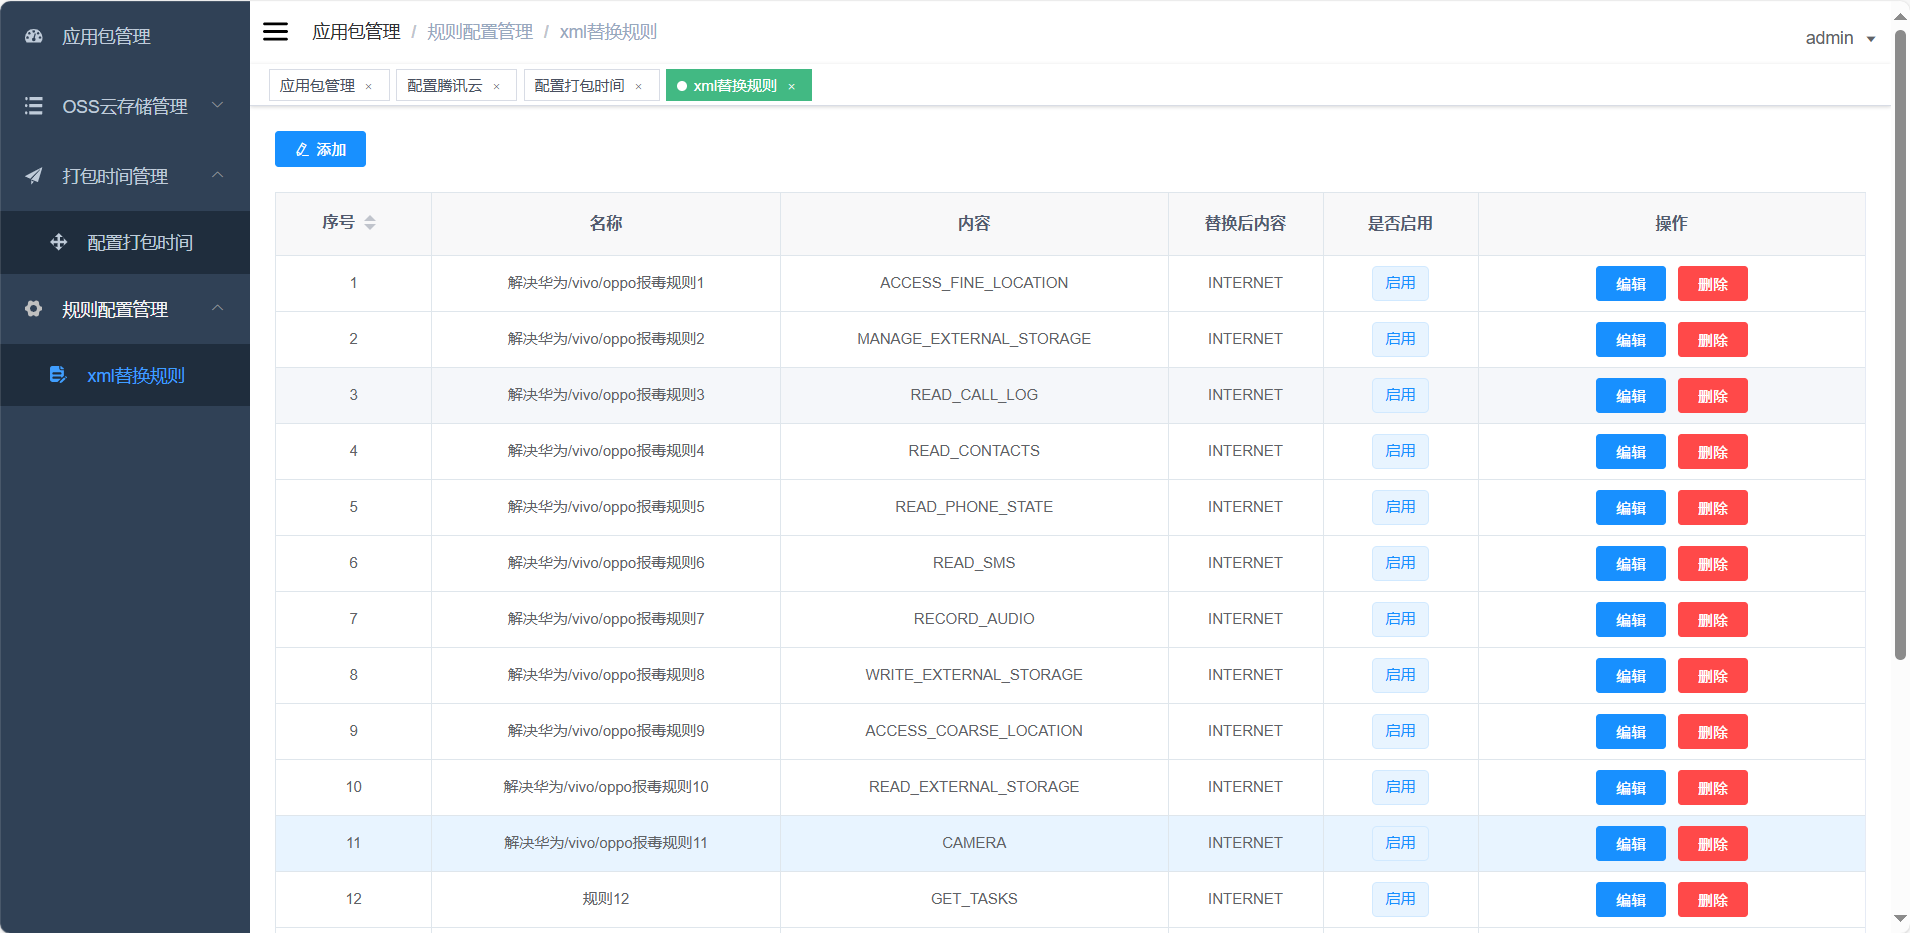 应用包管理
OSS云存储管理
打包时间管理
配置打包时间
规则配置管理
xml替换规则
应用包管理 / 规则配置管理 / xml替换规则
admin
应用包管理 × 配置腾讯云 × 配置打包时间 × xml替换规则 ×
添加
序号 名称 内容 替换后内容 是否启用 操作
1 解决华为/vivo/oppo报毒规则1 ACCESS_FINE_LOCATION INTERNET 启用 编辑 删除
2 解决华为/vivo/oppo报毒规则2 MANAGE_EXTERNAL_STORAGE INTERNET 启用 编辑 删除
3 解决华为/vivo/oppo报毒规则3 READ_CALL_LOG INTERNET 启用 编辑 删除
4 解决华为/vivo/oppo报毒规则4 READ_CONTACTS INTERNET 启用 编辑 删除
5 解决华为/vivo/oppo报毒规则5 READ_PHONE_STATE INTERNET 启用 编辑 删除
6 解决华为/vivo/oppo报毒规则6 READ_SMS INTERNET 启用 编辑 删除
7 解决华为/vivo/oppo报毒规则7 RECORD_AUDIO INTERNET 启用 编辑 删除
8 解决华为/vivo/oppo报毒规则8 WRITE_EXTERNAL_STORAGE INTERNET 启用 编辑 删除
9 解决华为/vivo/oppo报毒规则9 ACCESS_COARSE_LOCATION INTERNET 启用 编辑 删除
10 解决华为/vivo/oppo报毒规则10 READ_EXTERNAL_STORAGE INTERNET 启用 编辑 删除
11 解决华为/vivo/oppo报毒规则11 CAMERA INTERNET 启用 编辑 删除
12 规则12 GET_TASKS INTERNET 启用 编辑 删除